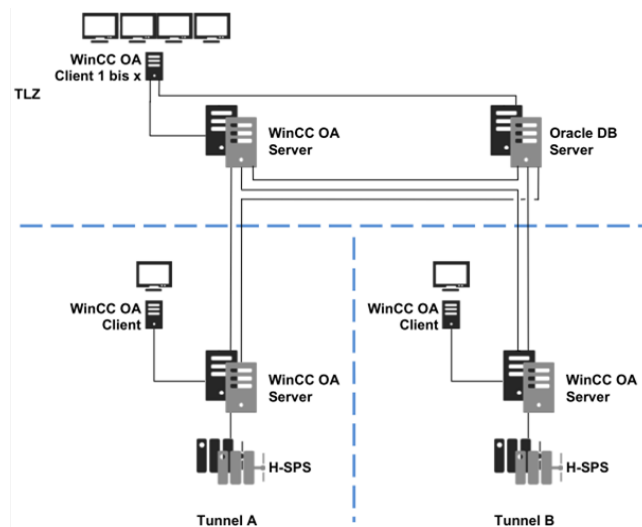 WinCC OA
Client 1 bis x
TLZ
WinCC OA
Server
Oracle DB
Server
WinCC OA
Client
WinCC OA
Server
H-SPS
Tunnel A
WinCC OA
Client
WinCC OA
Server
H-SPS
Tunnel B